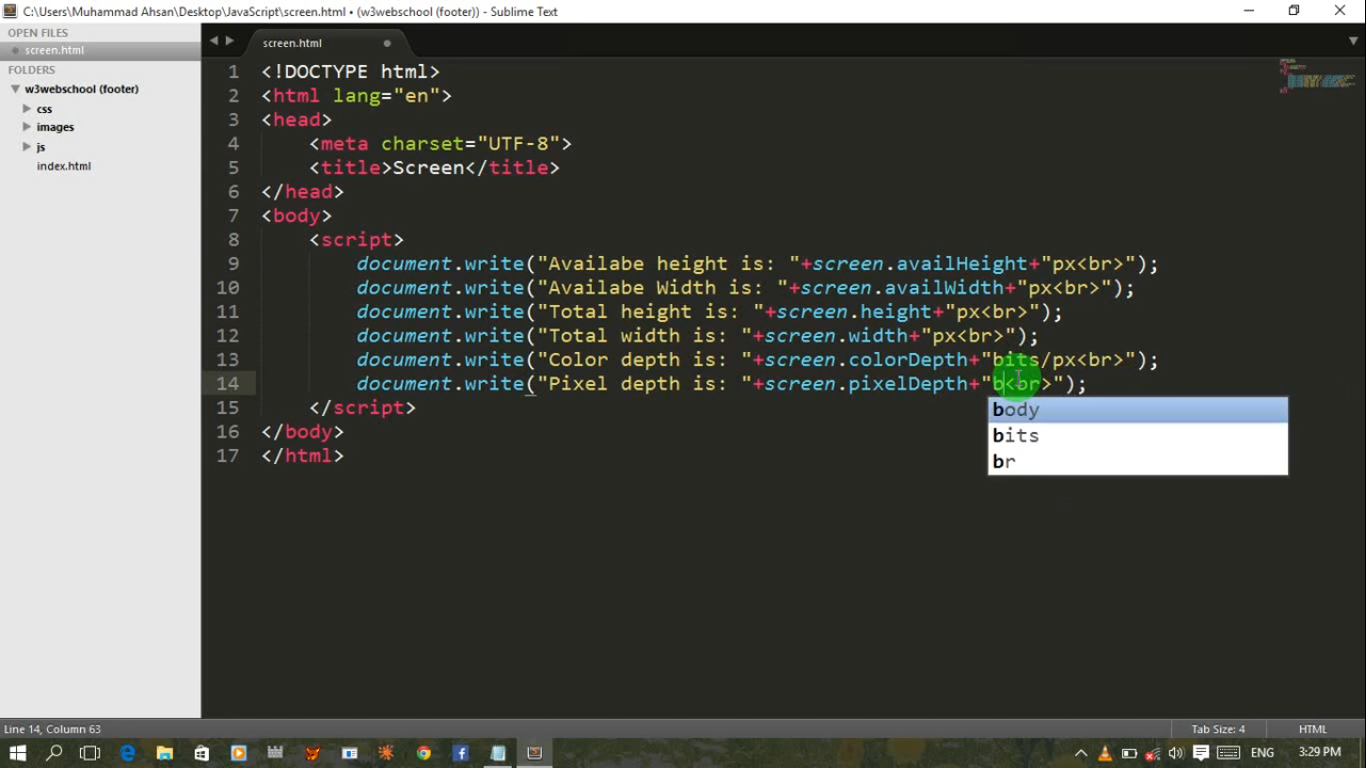 C:\Users\Muhammad Ahsan\Desktop\JavaScript\screen.html • (w3webschool (footer)) - Sublime Text
OPEN FILES
screen.html
FOLDERS
w3webschool (footer)
css
images
js
index.html
screen.html
1 <!DOCTYPE html>
2 <html lang="en">
3 <head>
4 <meta charset="UTF-8">
5 <title>Screen</title>
6 </head>
7 <body>
8 <script>
9 document.write("Availabe height is: "+screen.availHeight+"px<br>");
10 document.write("Availabe Width is: "+screen.availWidth+"px<br>");
11 document.write("Total height is: "+screen.height+"px<br>");
12 document.write("Total width is: "+screen.width+"px<br>");
13 document.write("Color depth is: "+screen.colorDepth+"bits/px<br>");
14 document.write("Pixel depth is: "+screen.pixelDepth+"b<br>");
15 </script>
16 </body>
17 </html>
body
bits
br
Line 14, Column 63
Tab Size: 4
HTML
ENG
3:29 PM